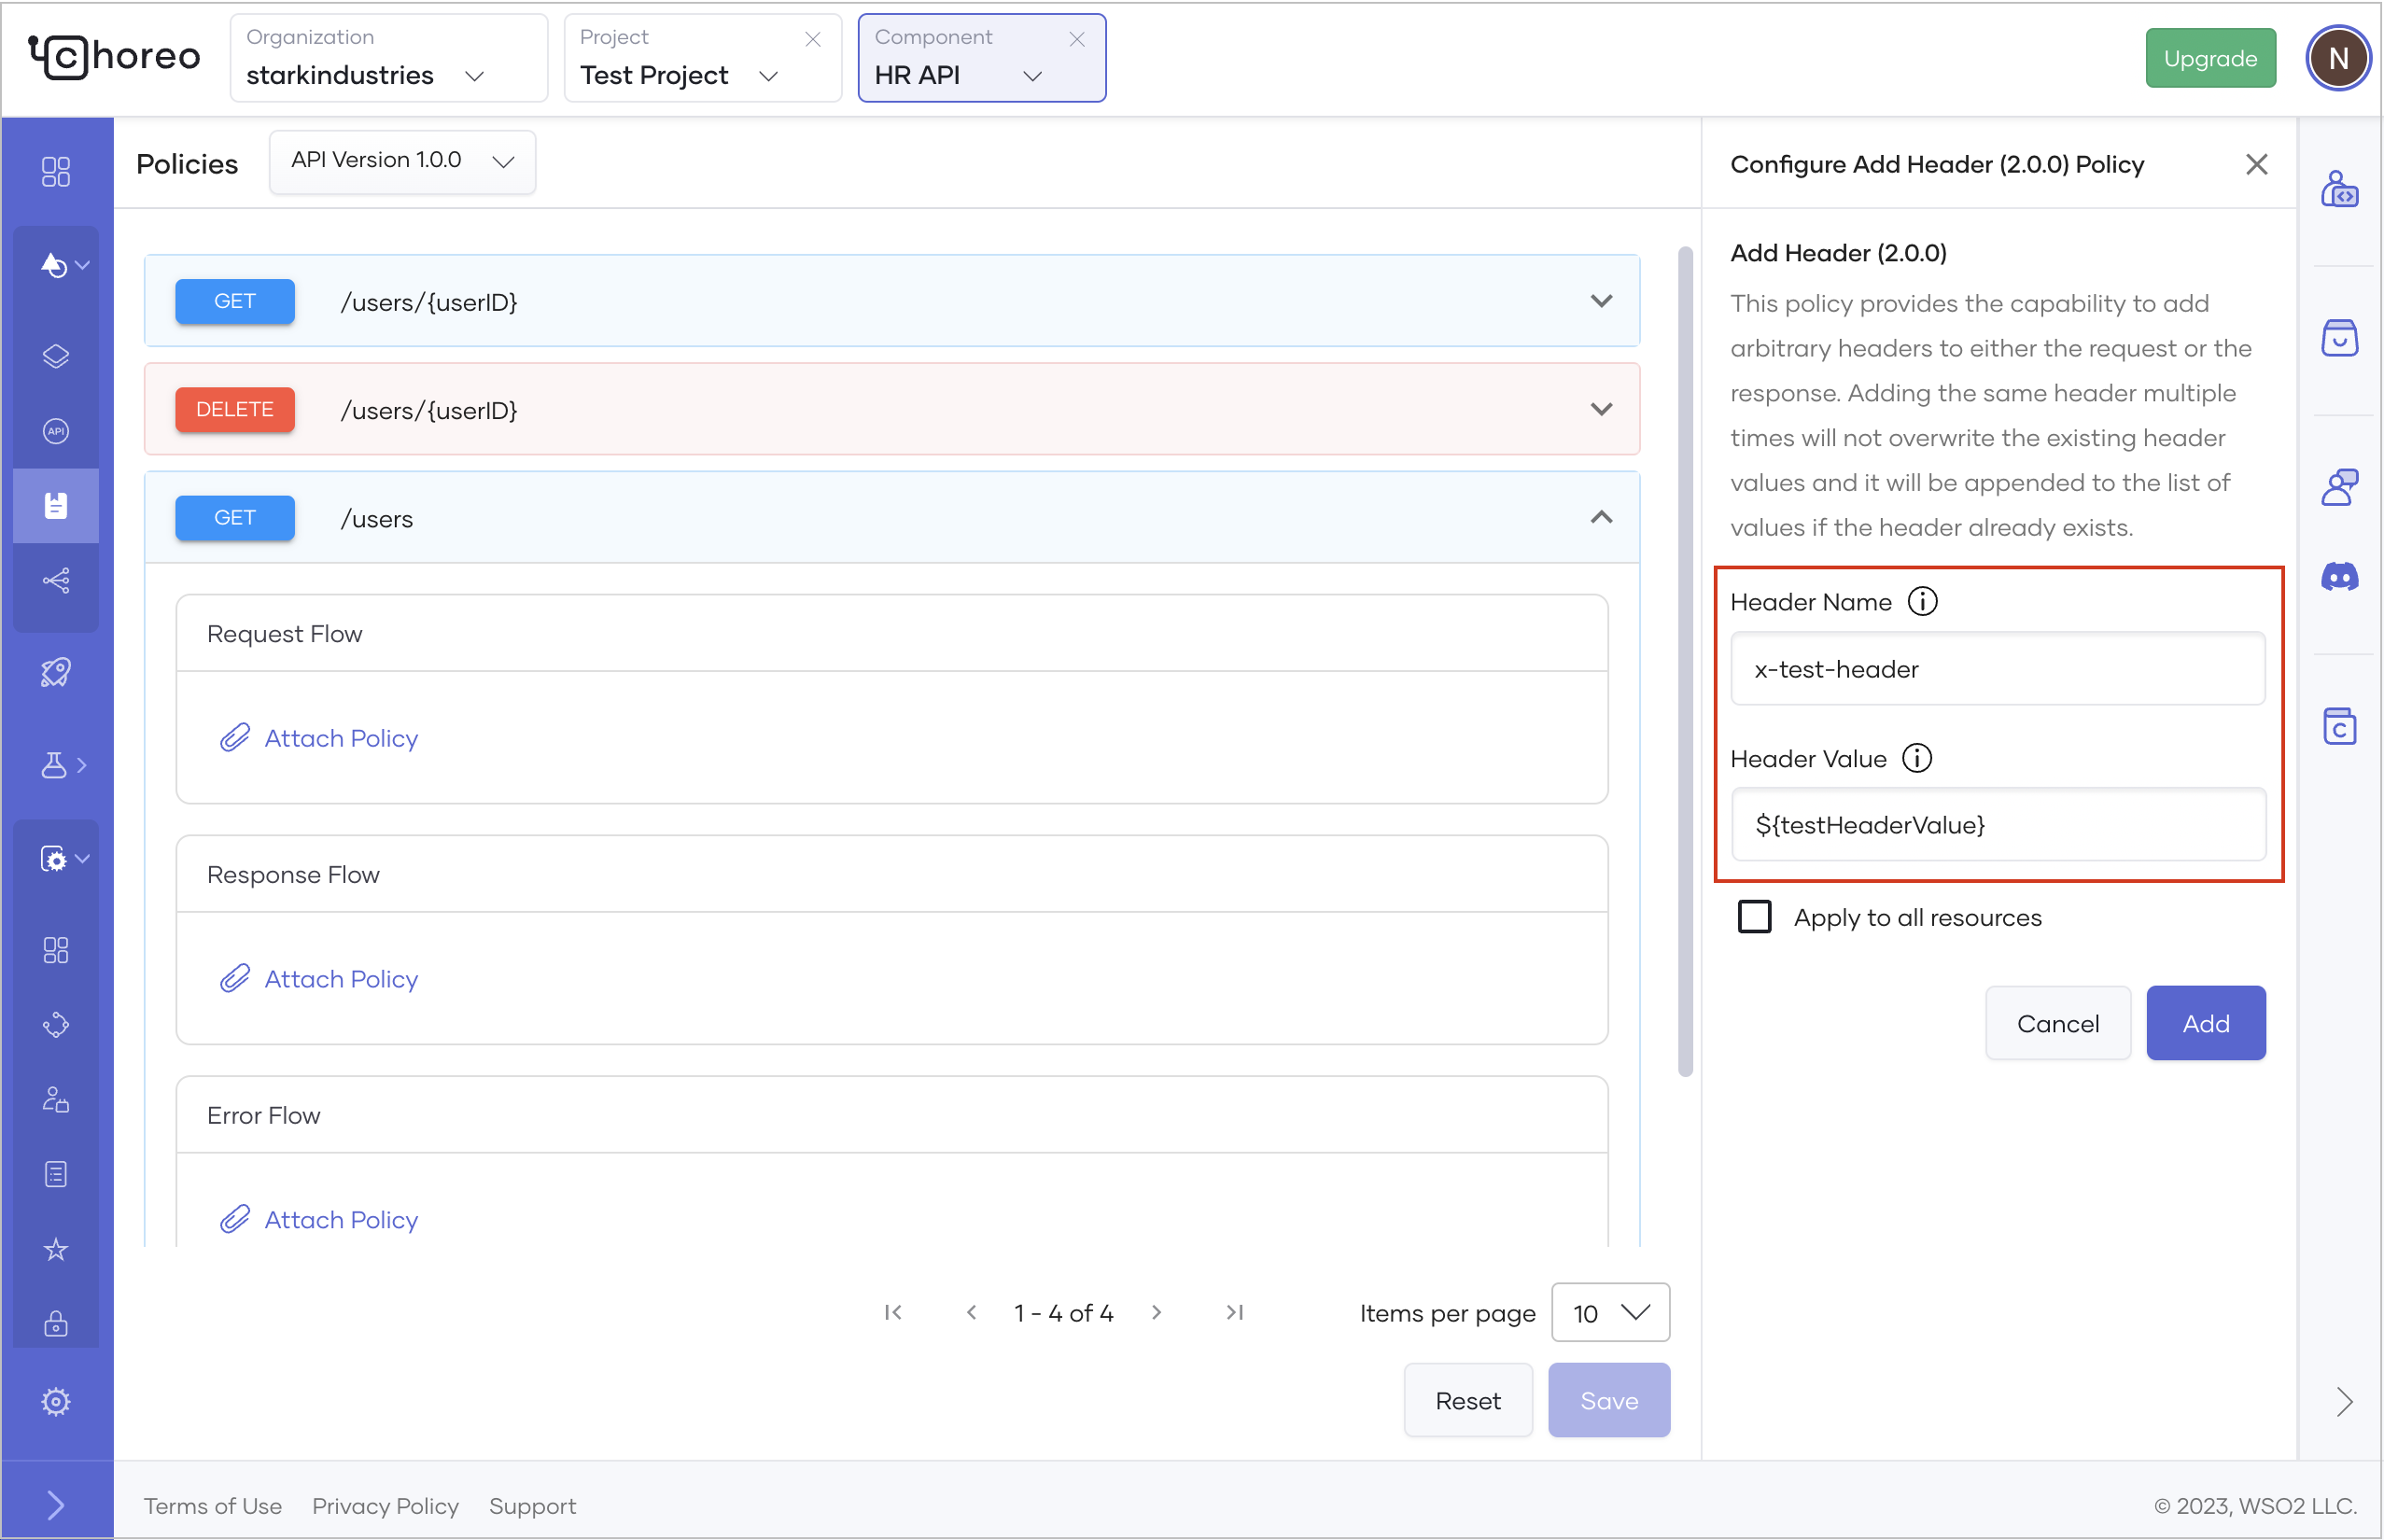 choreo
Organization
starkindustries
Project
Test Project
Component
HR API
Upgrade
N
Policies
API Version 1.0.0
GET
/users/{userID}
DELETE
/users/{userID}
GET
/users
Request Flow
Attach Policy
Response Flow
Attach Policy
Error Flow
Attach Policy
1 - 4 of 4
Items per page
10
Reset
Save
API
Configure Add Header (2.0.0) Policy
Add Header (2.0.0)
This policy provides the capability to add
arbitrary headers to either the request or the
response. Adding the same header multiple
times will not overwrite the existing header
values and it will be appended to the list of
values if the header already exists.
Header Name
x-test-header
Header Value
${testHeaderValue}
Apply to all resources
Cancel
Add
C
Terms of Use
Privacy Policy
Support
© 2023, WSO2 LLC.